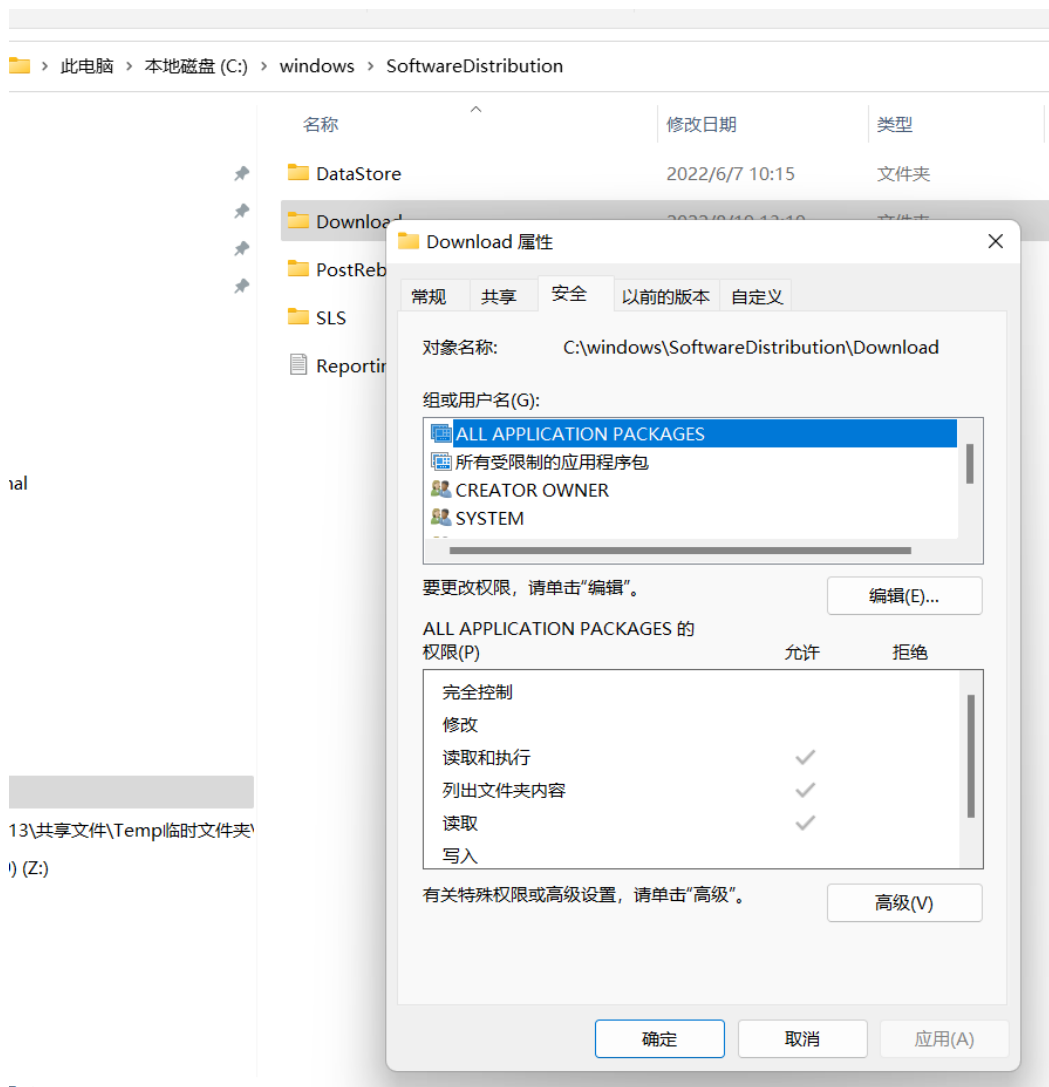 此电脑 › 本地磁盘 (C:) › windows › SoftwareDistribution
名称 修改日期 类型
DataStore 2022/6/7 10:15 文件夹
Download
PostReb
SLS
Reportin
nal
13\共享文件\Temp临时文件夹\
) (Z:)
Download 属性
常规 共享 安全 以前的版本 自定义
对象名称: C:\windows\SoftwareDistribution\Download
组或用户名(G):
ALL APPLICATION PACKAGES
所有受限制的应用程序包
CREATOR OWNER
SYSTEM
要更改权限，请单击“编辑”。
编辑(E)...
ALL APPLICATION PACKAGES 的
权限(P) 允许 拒绝
完全控制
修改
读取和执行
列出文件夹内容
读取
写入
有关特殊权限或高级设置，请单击“高级”。
高级(V)
确定 取消 应用(A)